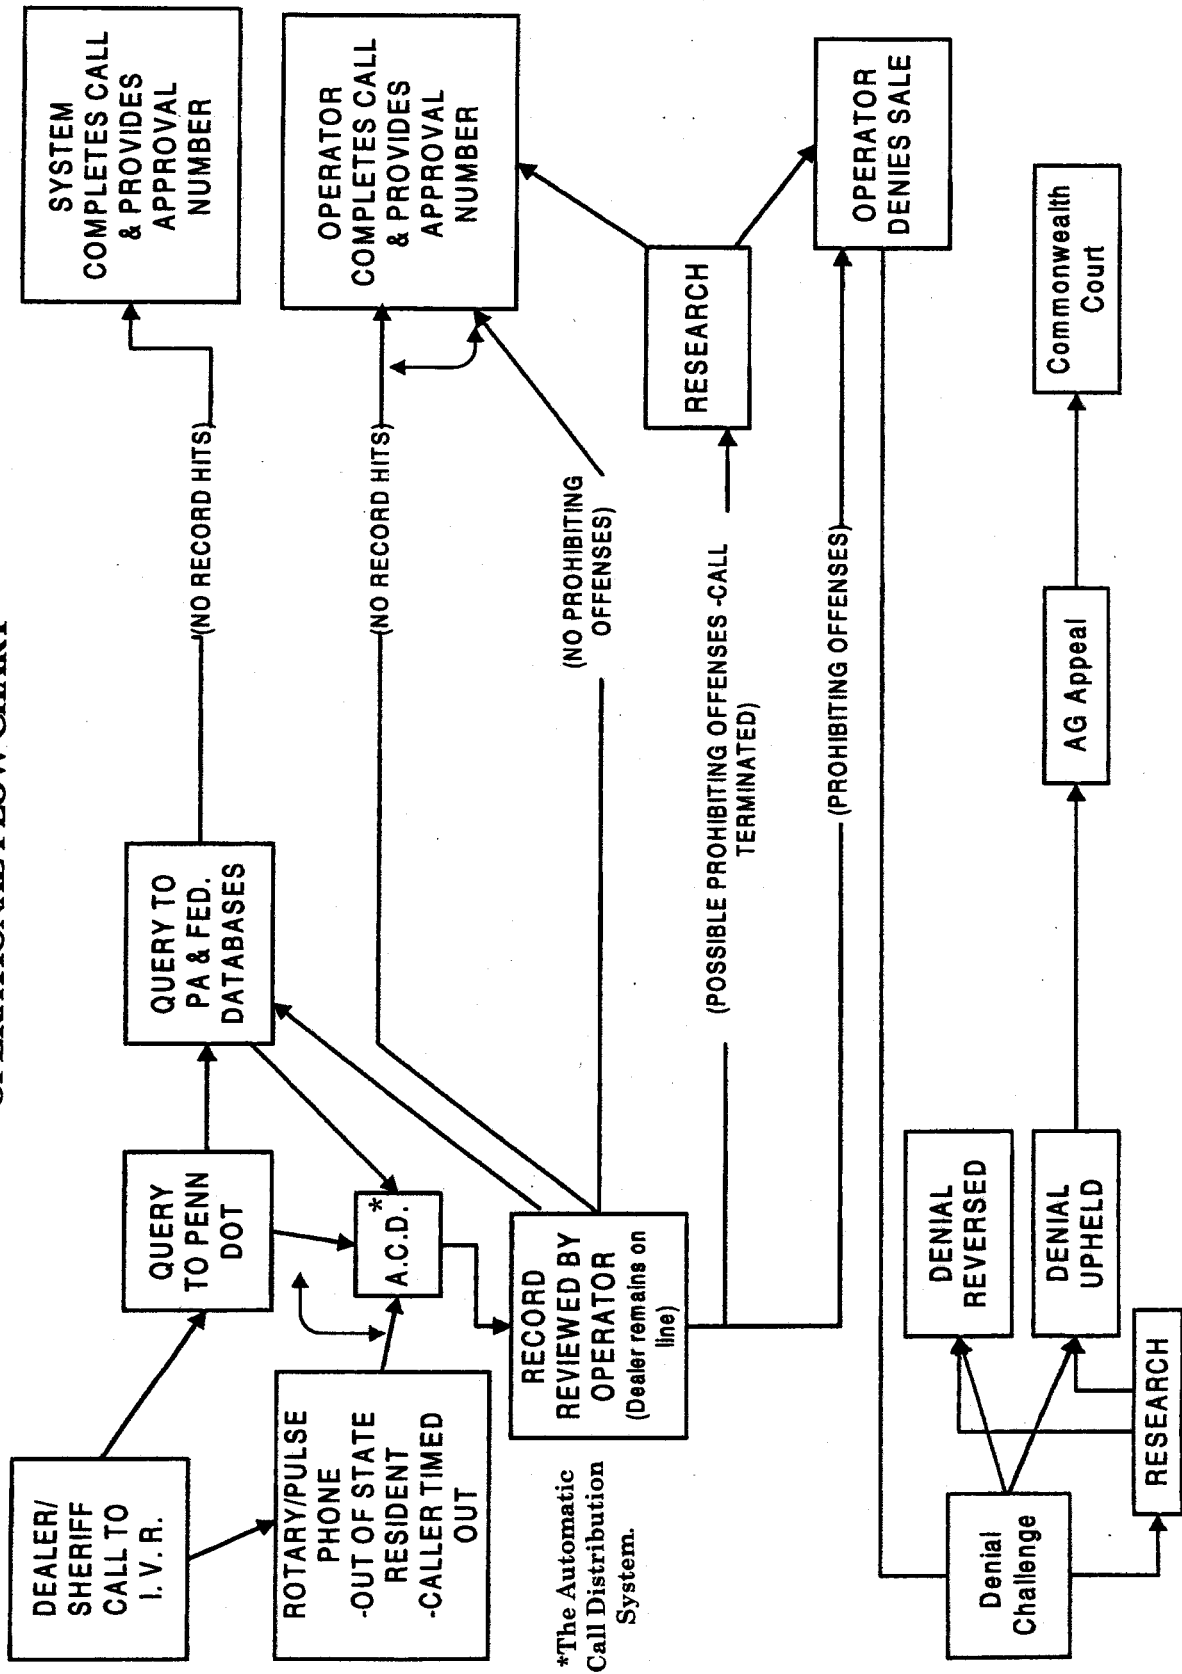 DEALER/
SHERIFF
CALL TO
I. V. R.
QUERY
TO PENN
DOT
QUERY TO
PA & FED.
DATABASES
(NO RECORD HITS)
SYSTEM
COMPLETES CALL
& PROVIDES
APPROVAL
NUMBER
ROTARY/PULSE
PHONE
-OUT OF STATE
RESIDENT
-CALLER TIMED
OUT
A.C.D.*
(NO RECORD HITS)
OPERATOR
COMPLETES CALL
& PROVIDES
APPROVAL
NUMBER
RECORD
REVIEWED BY
OPERATOR
(Dealer remains on
line)
(NO PROHIBITING
OFFENSES)
*The Automatic
Call Distribution
System.
(POSSIBLE PROHIBITING OFFENSES -CALL
TERMINATED)
RESEARCH
(PROHIBITING OFFENSES)
OPERATOR
DENIES SALE
Denial
Challenge
DENIAL
REVERSED
DENIAL
UPHELD
RESEARCH
AG Appeal
Commonwealth
Court